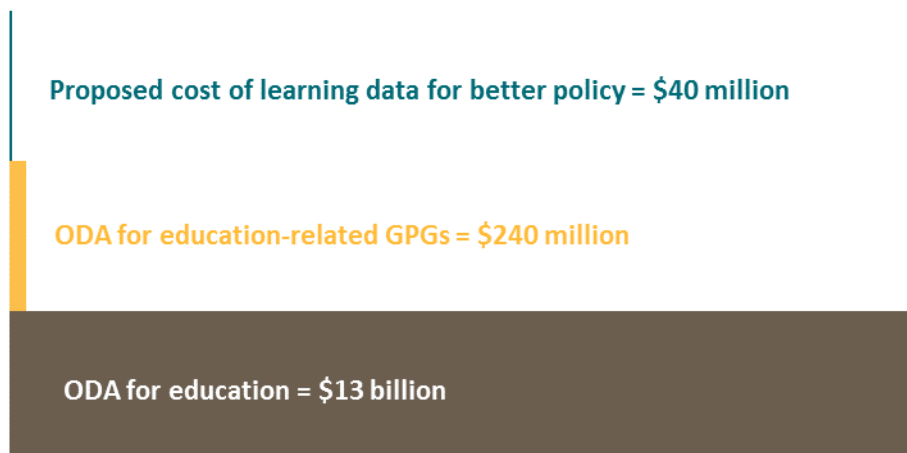 Proposed cost of learning data for better policy = $40 million
ODA for education-related GPGs = $240 million
ODA for education = $13 billion